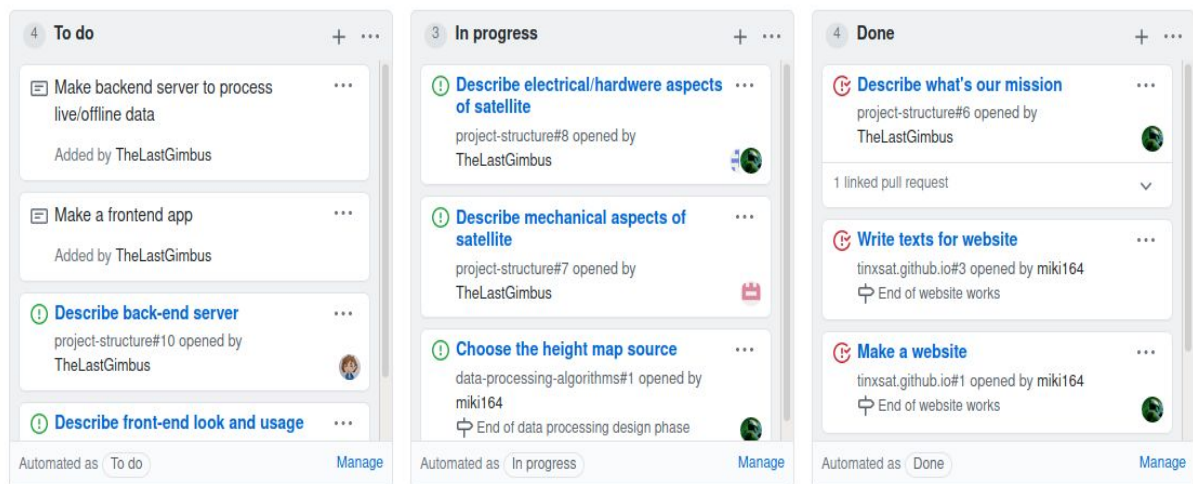 4 To do
Make backend server to process
live/offline data
Added by TheLastGimbus
Make a frontend app
Added by TheLastGimbus
Describe back-end server
project-structure#10 opened by
TheLastGimbus
Describe front-end look and usage
Automated as To do Manage
3 In progress
Describe electrical/hardwere aspects
of satellite
project-structure#8 opened by
TheLastGimbus
Describe mechanical aspects of
satellite
project-structure#7 opened by
TheLastGimbus
Choose the height map source
data-processing-algorithms#1 opened by
miki164
End of data processing design phase
Automated as In progress Manage
4 Done
Describe what's our mission
project-structure#6 opened by
TheLastGimbus
1 linked pull request
Write texts for website
tinxsat.github.io#3 opened by miki164
End of website works
Make a website
tinxsat.github.io#1 opened by miki164
End of website works
Automated as Done Manage